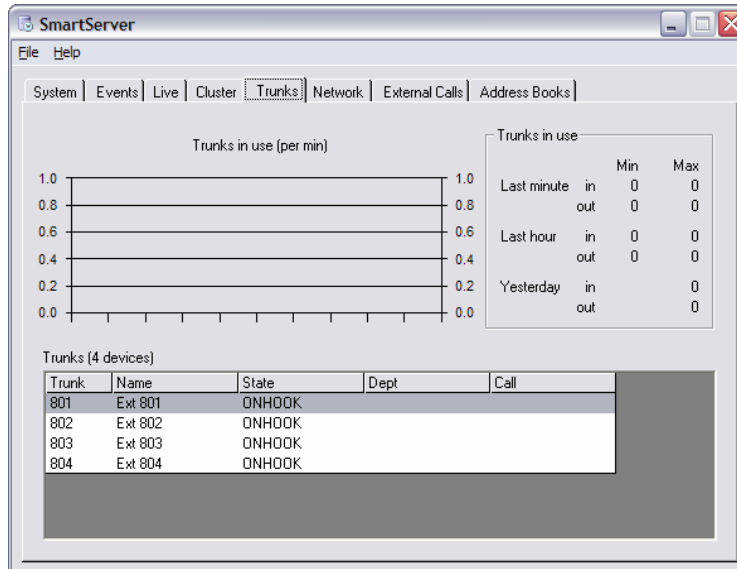 SmartServer
File Help
System Events Live Cluster Trunks Network External Calls Address Books
Trunks in use (per min)
1.0 1.0
0.8 0.8
0.6 0.6
0.4 0.4
0.2 0.2
0.0 0.0
Trunks in use
Min Max
Last minute in 0 0
out 0 0
Last hour in 0 0
out 0 0
Yesterday in 0
out 0
Trunks (4 devices)
Trunk Name State Dept Call
801 Ext 801 ONHOOK
802 Ext 802 ONHOOK
803 Ext 803 ONHOOK
804 Ext 804 ONHOOK